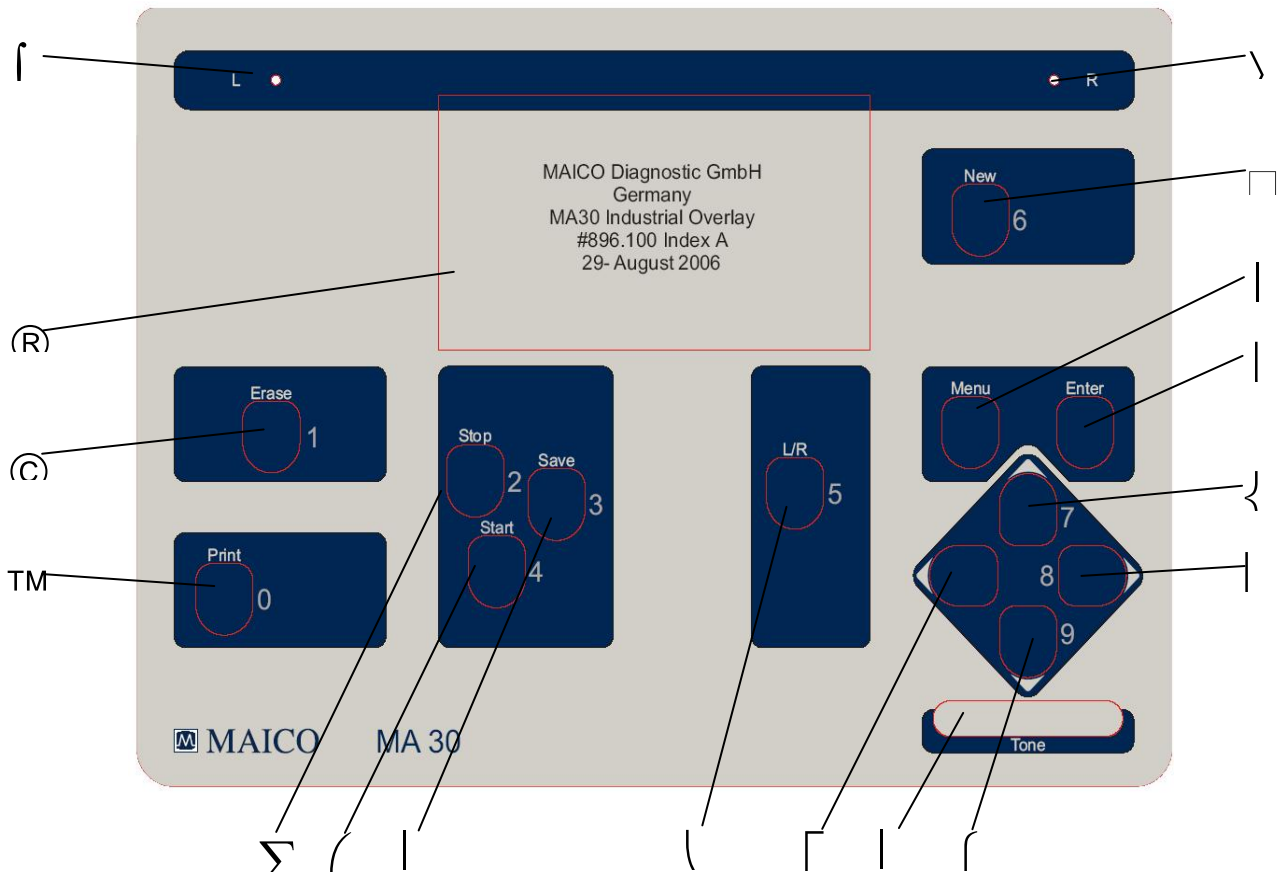 L
R
MAICO Diagnostic GmbH
Germany
MA30 Industrial Overlay
#896.100 Index A
29- August 2006
New
6
®
Erase
1
Stop
2
Save
3
Start
4
L/R
5
Menu
Enter
©
7
8
9
Print
0
TM
MAICO
MA 30
Tone
Σ